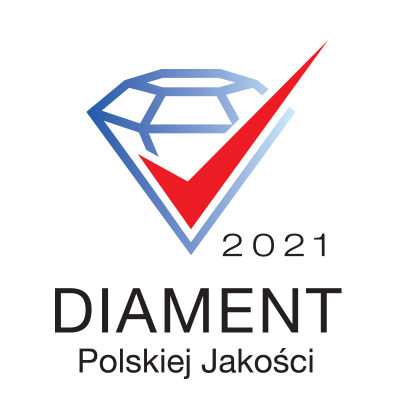 2021
DIAMENT
Polskiej Jakości